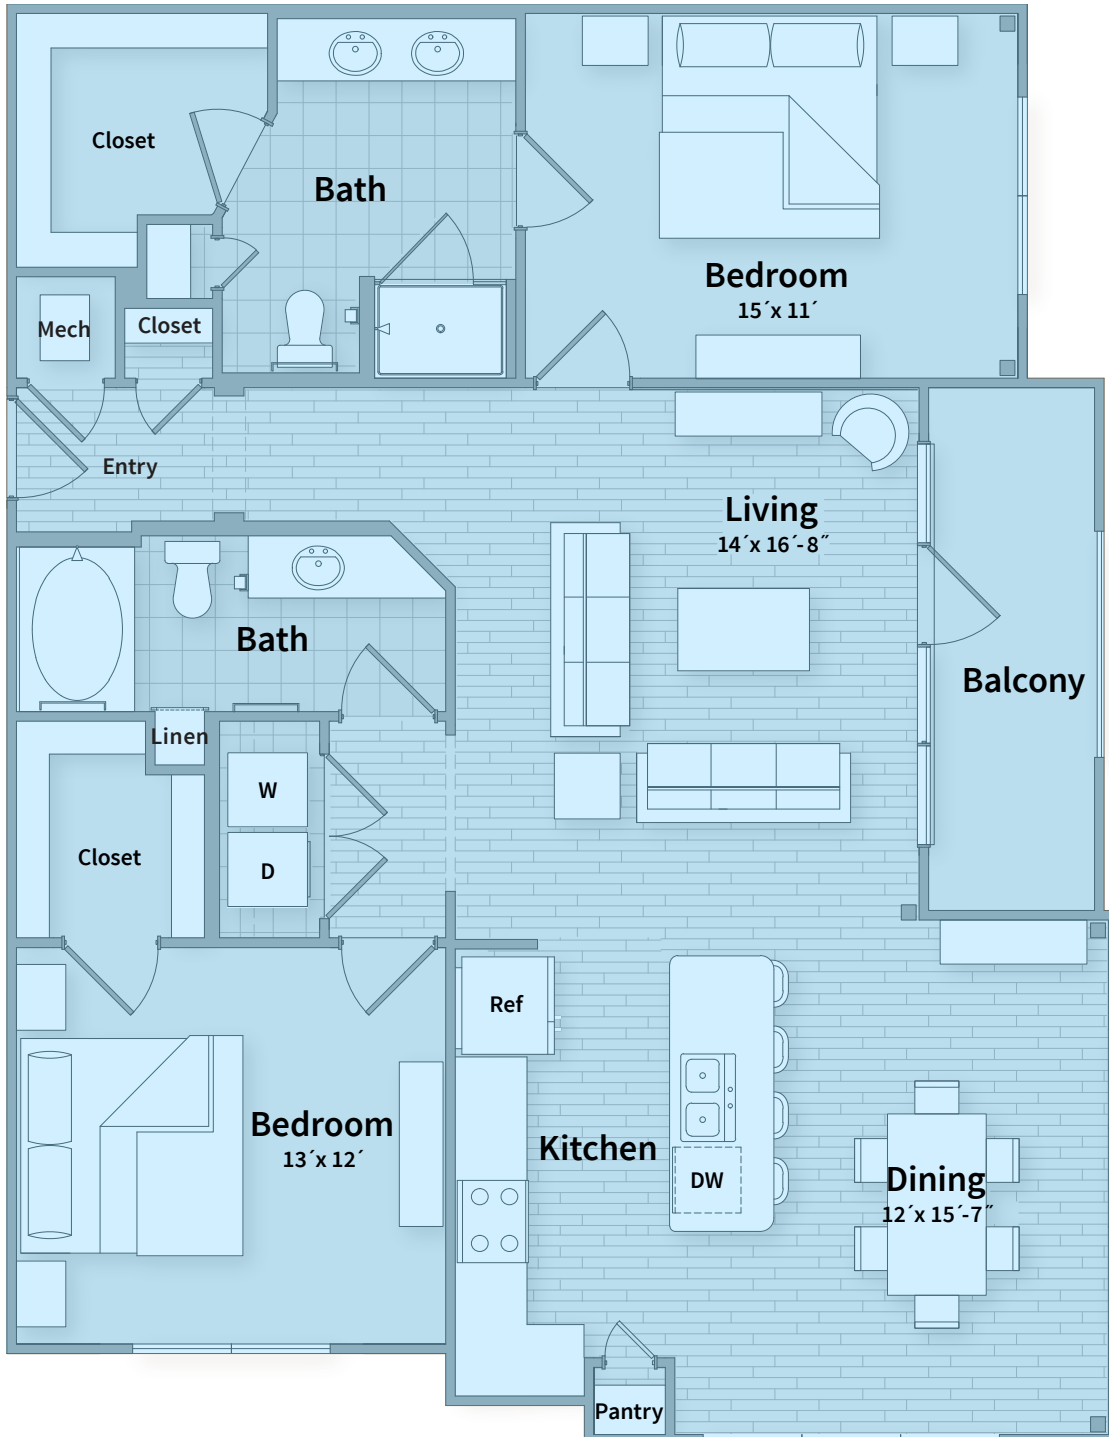 Closet
Bath
Bedroom
15´x 11´
Mech
Closet
Entry
Living
14´x 16´-8˝
Bath
Balcony
Linen
W
Closet
D
Ref
Bedroom
13´x 12´
Kitchen
DW
Dining
12´x 15´-7˝
Pantry